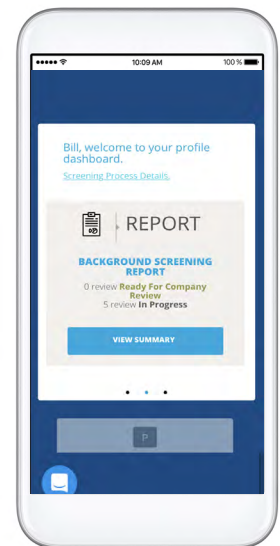 10:09 AM 100 %
Bill, welcome to your profile
dashboard.
Screening Process Details.
REPORT
BACKGROUND SCREENING
REPORT
0 review Ready For Company
Review
5 review In Progress
VIEW SUMMARY
P